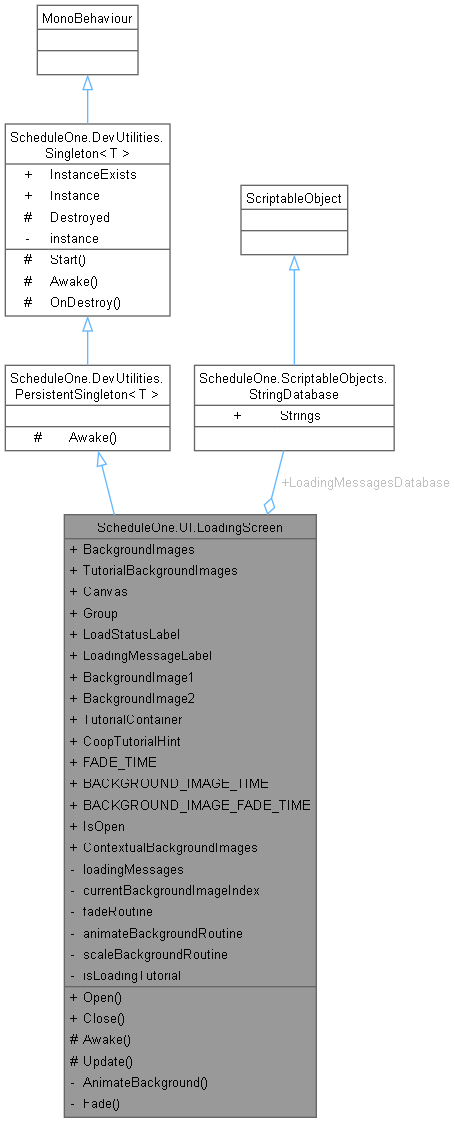 MonoBehaviour
ScheduleOne.DevUtilities.
Singleton< T >
+ InstanceExists
+ Instance
# Destroyed
- instance
# Start()
# Awake()
# OnDestroy()
ScriptableObject
ScheduleOne.DevUtilities.
PersistentSingleton< T >
# Awake()
ScheduleOne.ScriptableObjects.
StringDatabase
+ Strings
+LoadingMessagesDatabase
ScheduleOne.UI.LoadingScreen
+ BackgroundImages
+ TutorialBackgroundImages
+ Canvas
+ Group
+ LoadStatusLabel
+ LoadingMessageLabel
+ BackgroundImage1
+ BackgroundImage2
+ TutorialContainer
+ CoopTutorialHint
+ FADE_TIME
+ BACKGROUND_IMAGE_TIME
+ BACKGROUND_IMAGE_FADE_TIME
+ IsOpen
+ ContextualBackgroundImages
- loadingMessages
- currentBackgroundImageIndex
- fadeRoutine
- animateBackgroundRoutine
- scaleBackgroundRoutine
- isLoadingTutorial
+ Open()
+ Close()
# Awake()
# Update()
- AnimateBackground()
- Fade()